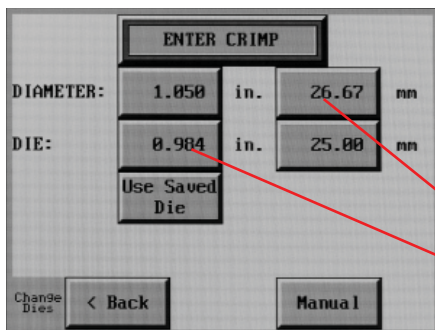 ENTER CRIMP
DIAMETER: 1.050 in. 26.67 mm
DIE: 0.984 in. 25.00 mm
Use Saved
Die
Change
Dies
< Back
Manual